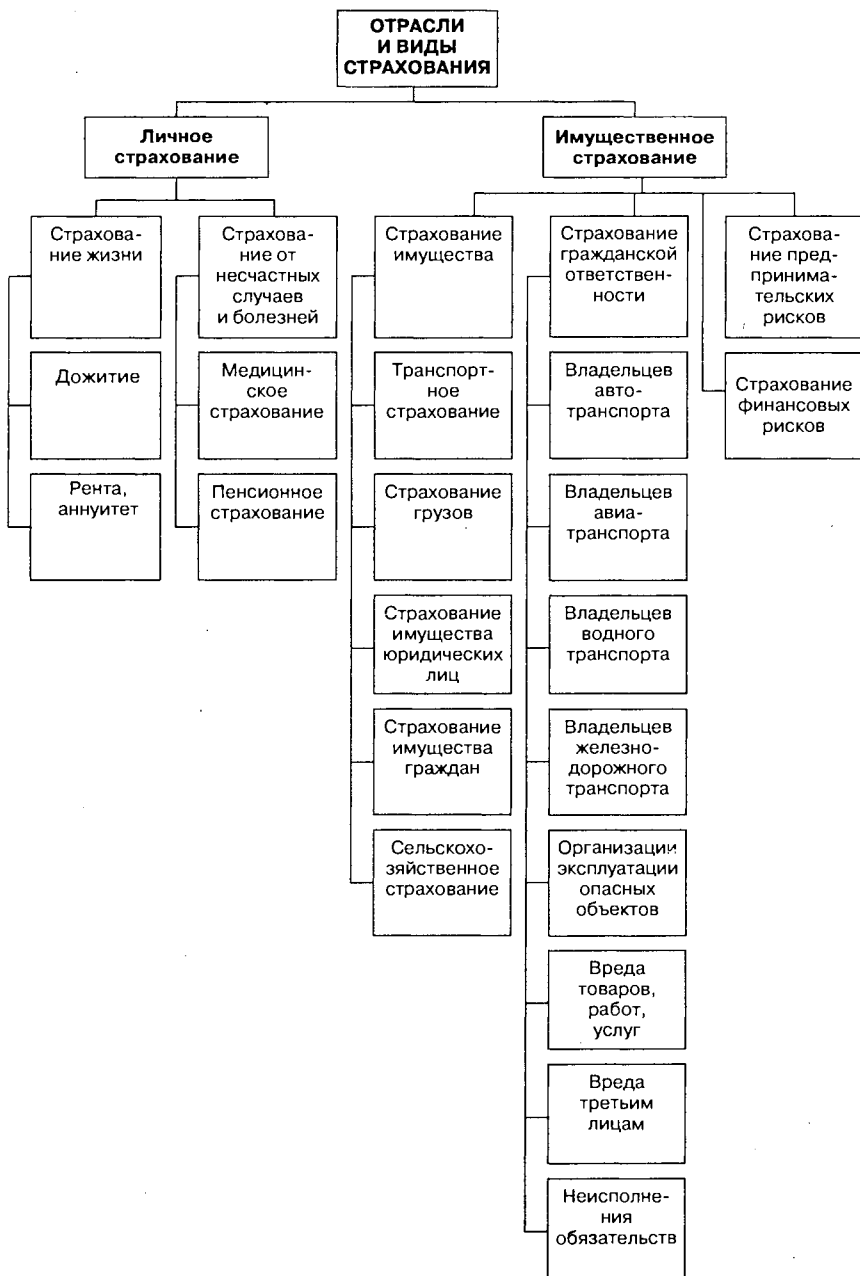 ОТРАСЛИ
И ВИДЫ
СТРАХОВАНИЯ
Личное
страхование
Имущественное
страхование
Страхова-
ние жизни
Дожитие
Рента,
аннуитет
Страхова-
ние от
несчастных
случаев
и болезней
Медицин-
ское
страхование
Пенсионное
страхование
Страхование
имущества
Транспорт-
ное
страхование
Страхование
грузов
Страхование
имущества
юридических
лиц
Страхование
имущества
граждан
Сельскохо-
зяйственное
страхование
Страхование
гражданской
ответствен-
ности
Владельцев
авто-
транспорта
Владельцев
авиа-
транспорта
Владельцев
водного
транспорта
Владельцев
железно-
дорожного
транспорта
Организации
эксплуатации
опасных
объектов
Вреда
товаров,
работ,
услуг
Вреда
третьим
лицам
Неисполне-
ния
обязательств
Страхова-
ние пред-
принима-
тельских
рисков
Страхование
финансовых
рисков